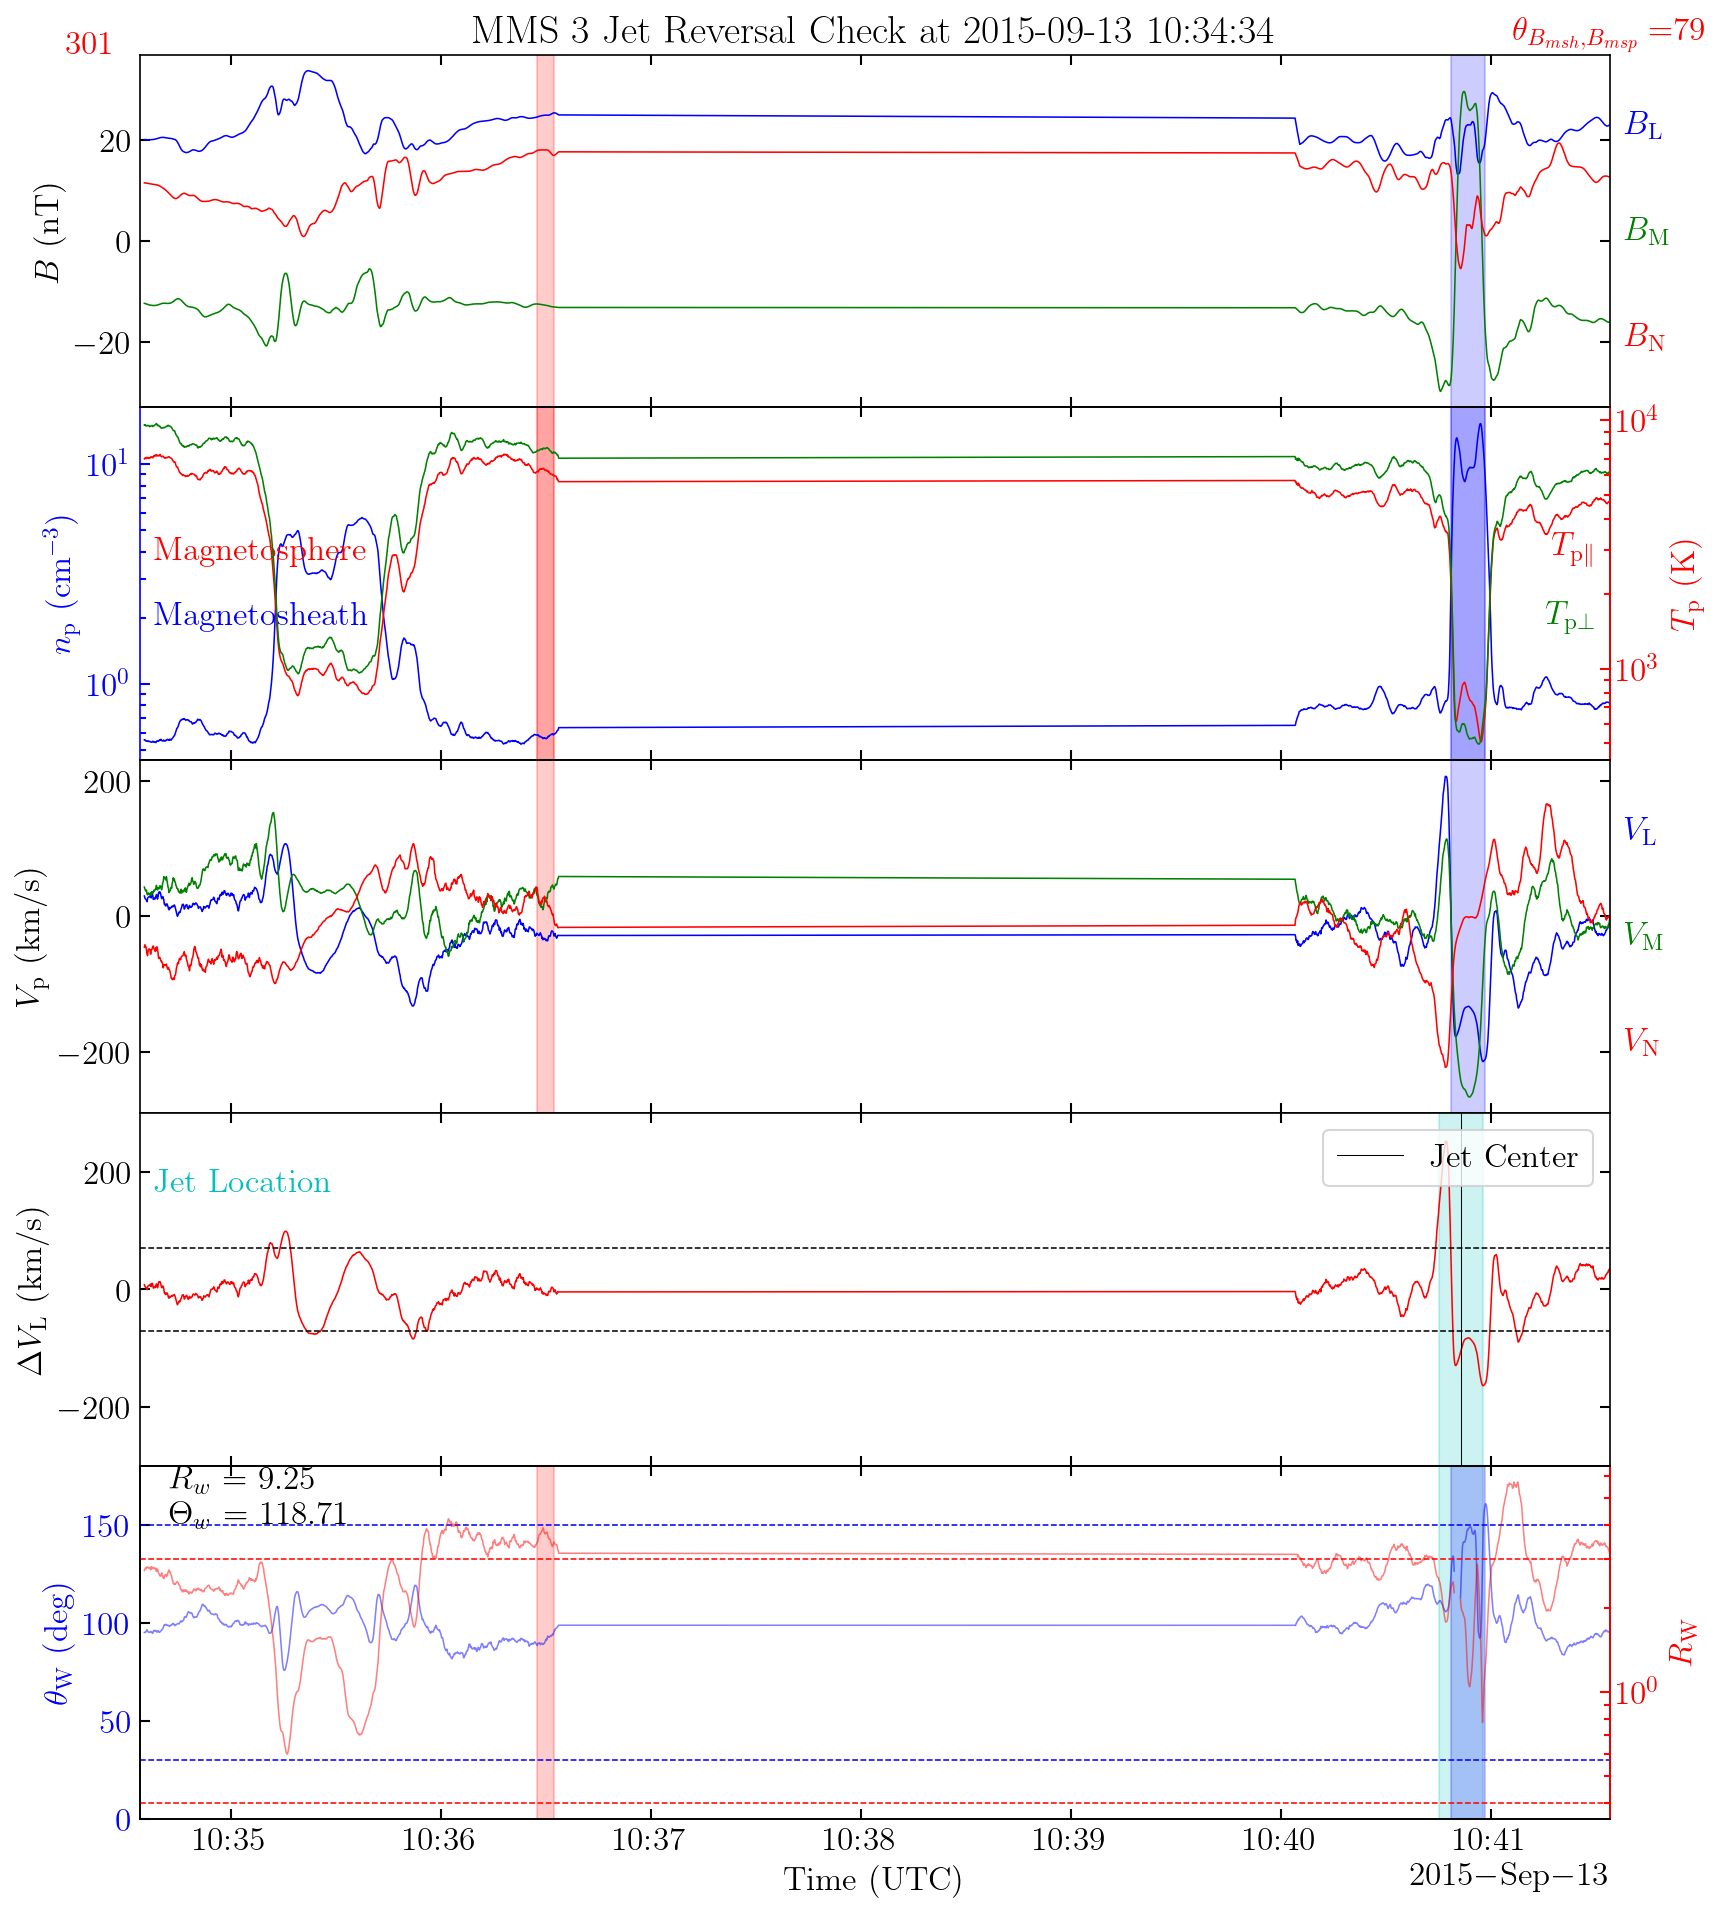 301
MMS 3 Jet Reversal Check at 2015-09-13 10:34:34
θ_{B_{msh},B_{msp}} =79
B (nT)
20
0
−20
B_L
B_M
B_N
n_p (cm^{−3})
10^1
10^0
Magnetosphere
Magnetosheath
T_{p∥}
T_{p⊥}
10^4
10^3
T_p (K)
V_p (km/s)
200
0
−200
V_L
V_M
V_N
ΔV_L (km/s)
200
0
−200
Jet Location
Jet Center
θ_W (deg)
150
100
50
0
R_w = 9.25
Θ_w = 118.71
10^0
R_W
10:35 10:36 10:37 10:38 10:39 10:40 10:41
2015−Sep−13
Time (UTC)